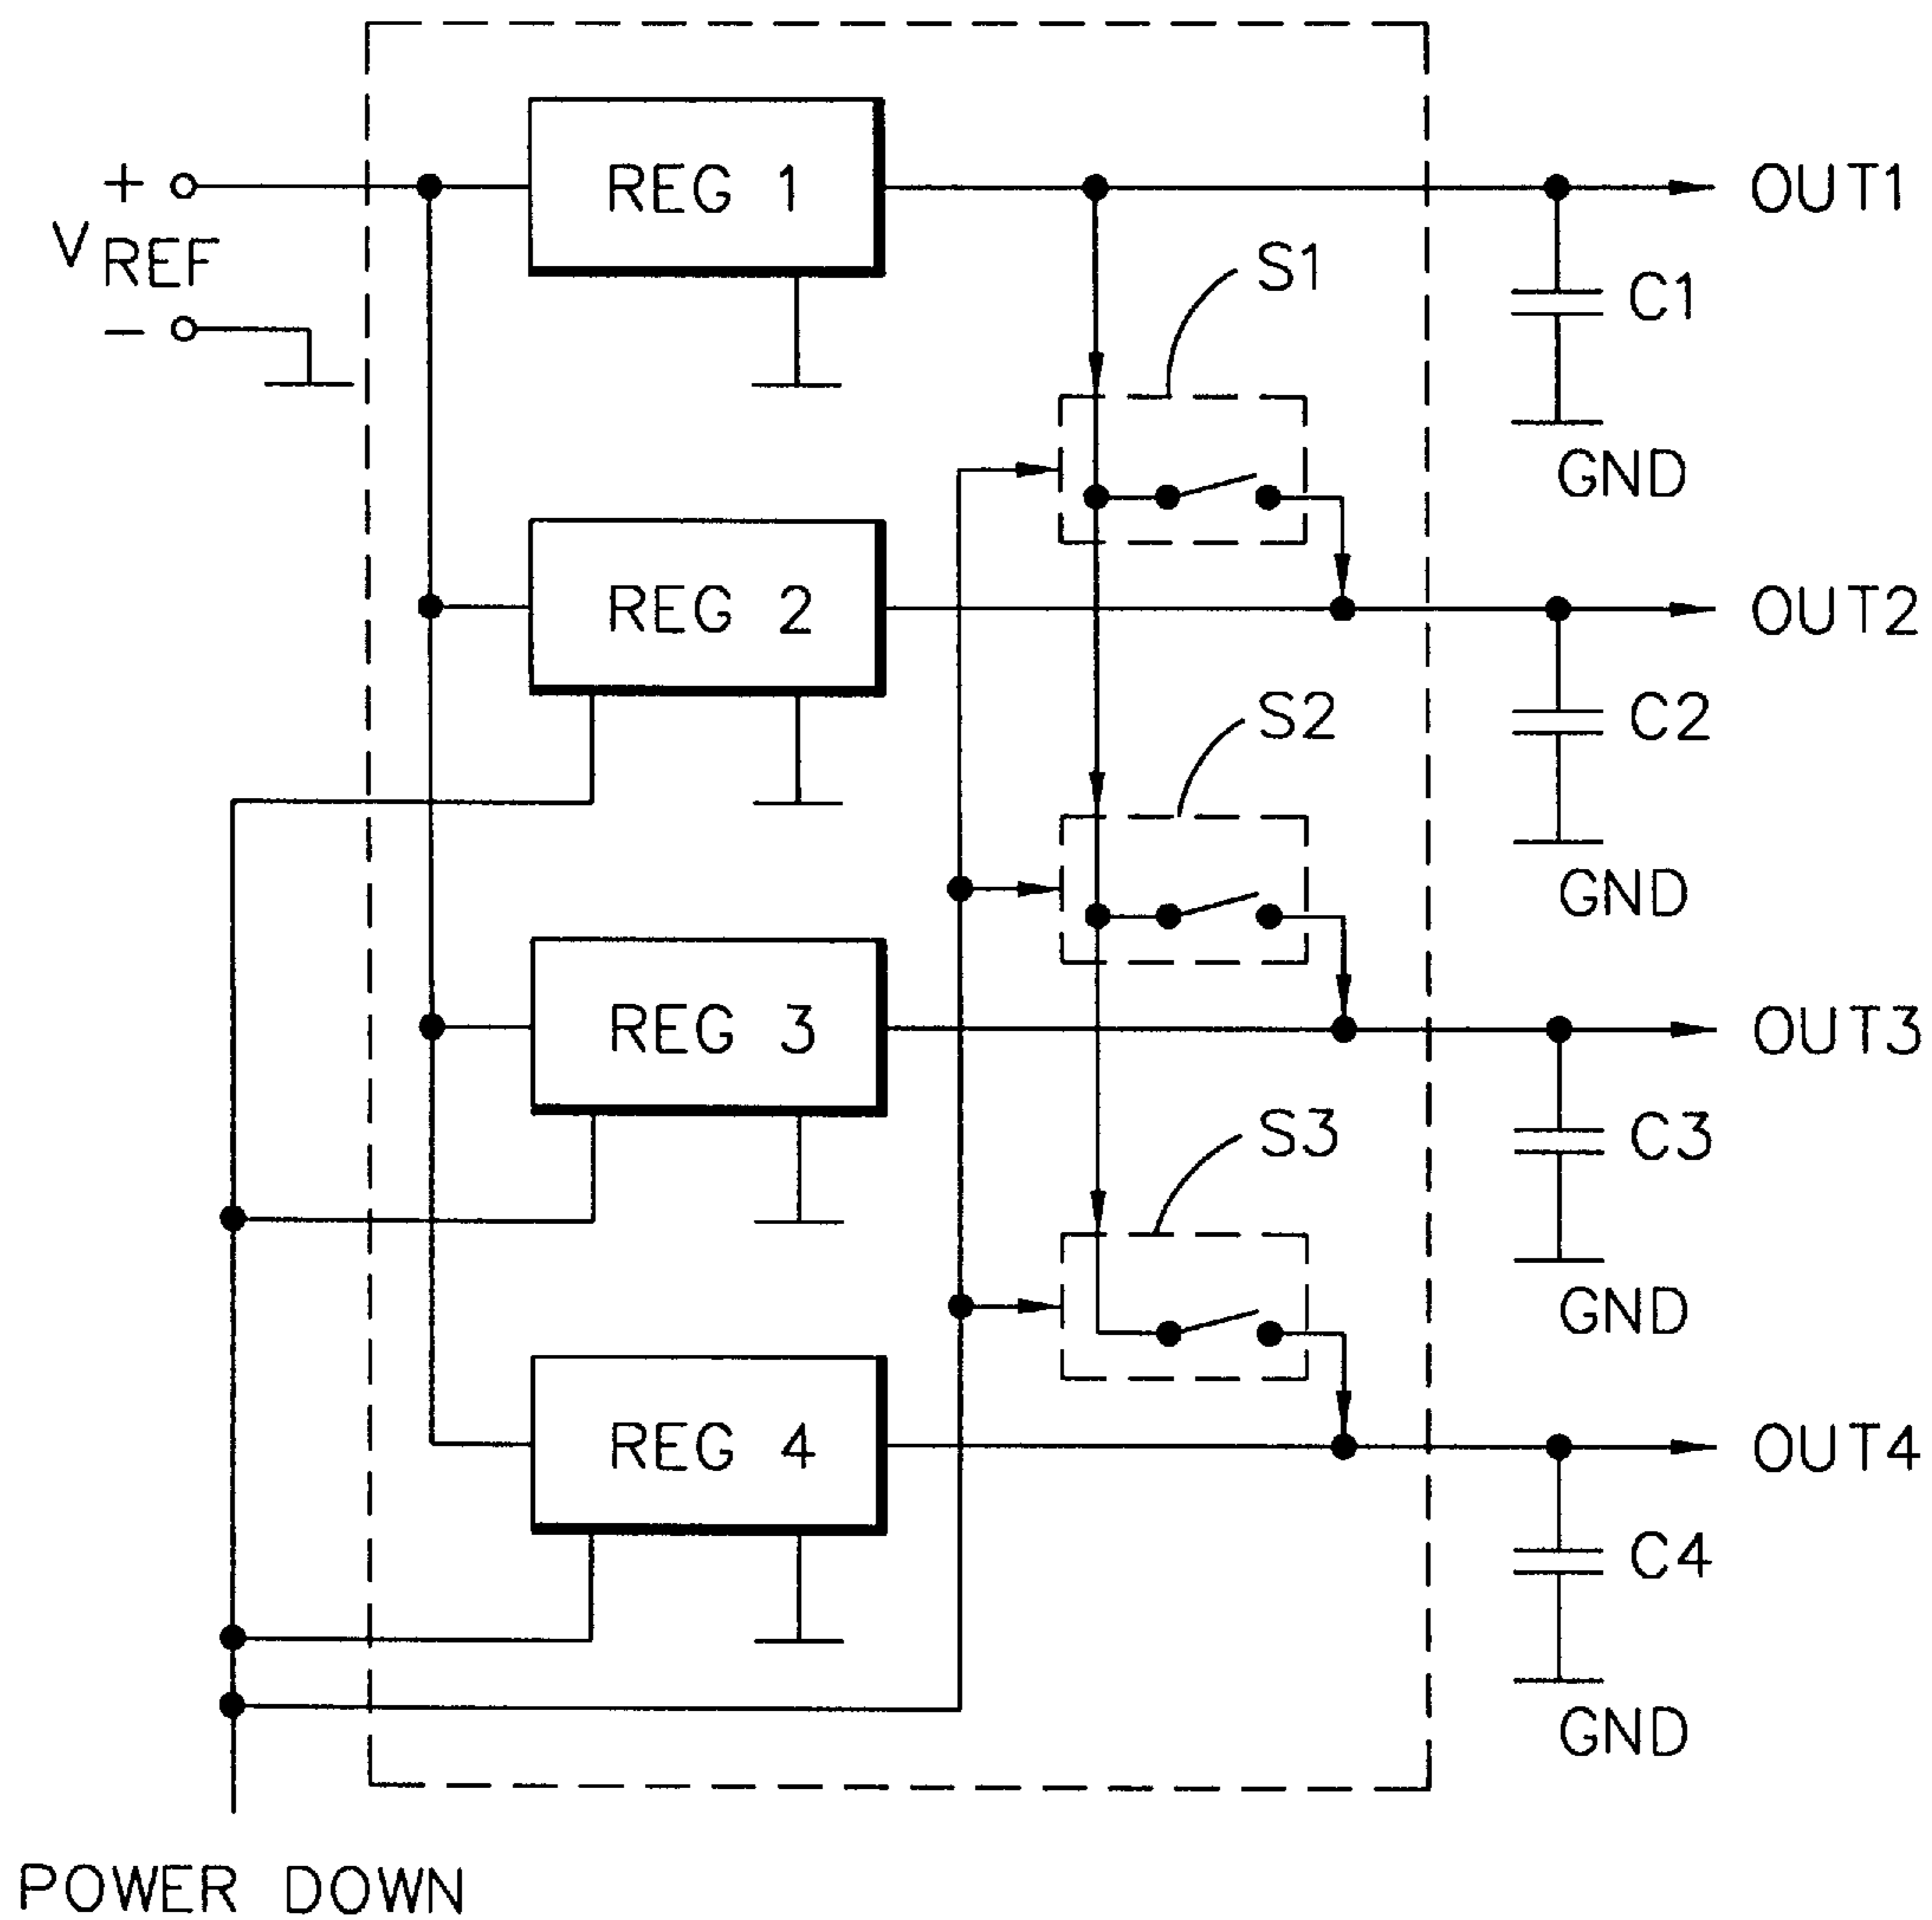 REG 1
OUT1
+
V REF
–
S1
C1
GND
REG 2
OUT2
S2
C2
GND
REG 3
OUT3
S3
C3
GND
REG 4
OUT4
C4
GND
POWER DOWN